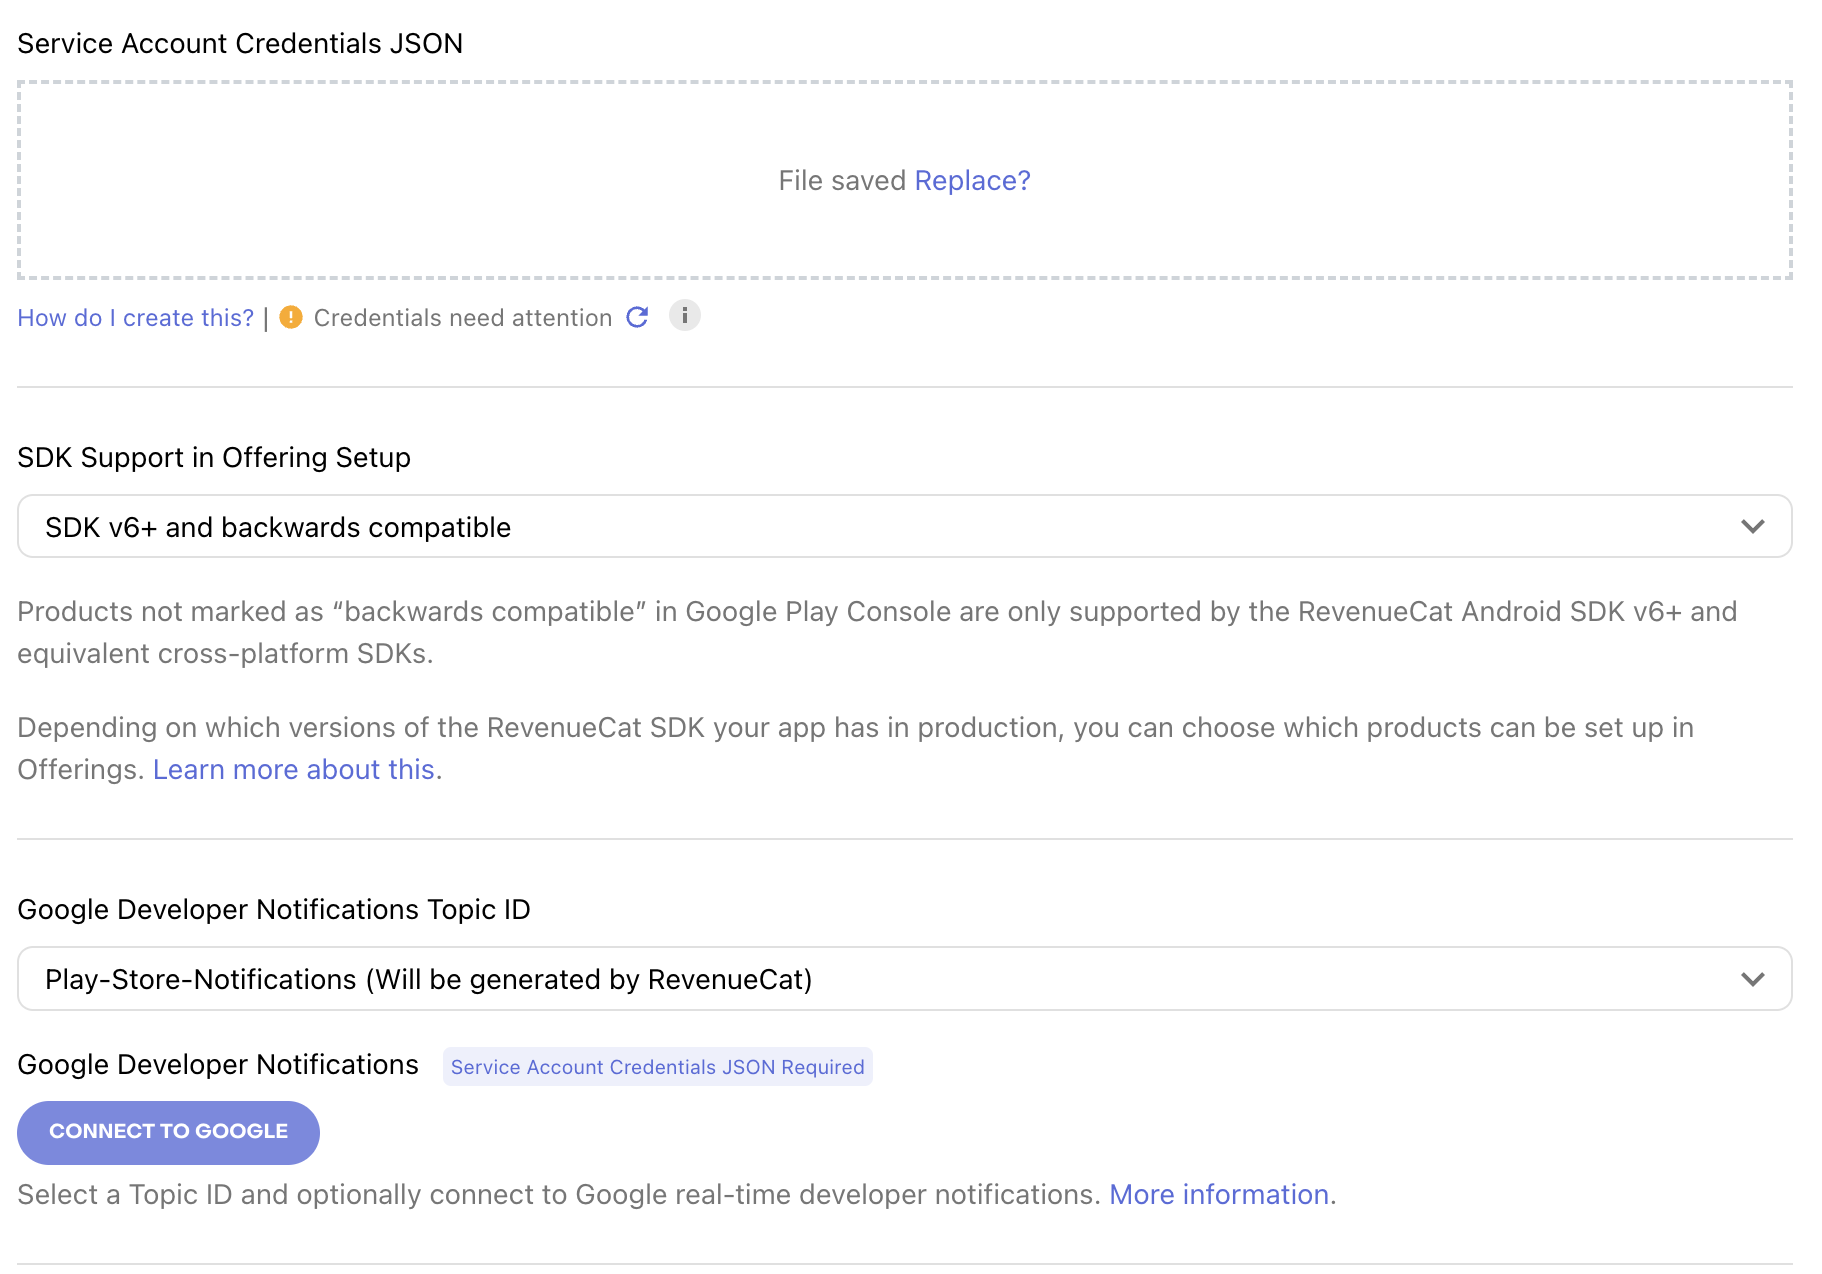 Service Account Credentials JSON
File saved Replace?
How do I create this? | Credentials need attention
SDK Support in Offering Setup
SDK v6+ and backwards compatible
Products not marked as “backwards compatible” in Google Play Console are only supported by the RevenueCat Android SDK v6+ and
equivalent cross-platform SDKs.
Depending on which versions of the RevenueCat SDK your app has in production, you can choose which products can be set up in
Offerings. Learn more about this.
Google Developer Notifications Topic ID
Play-Store-Notifications (Will be generated by RevenueCat)
Google Developer Notifications Service Account Credentials JSON Required
CONNECT TO GOOGLE
Select a Topic ID and optionally connect to Google real-time developer notifications. More information.